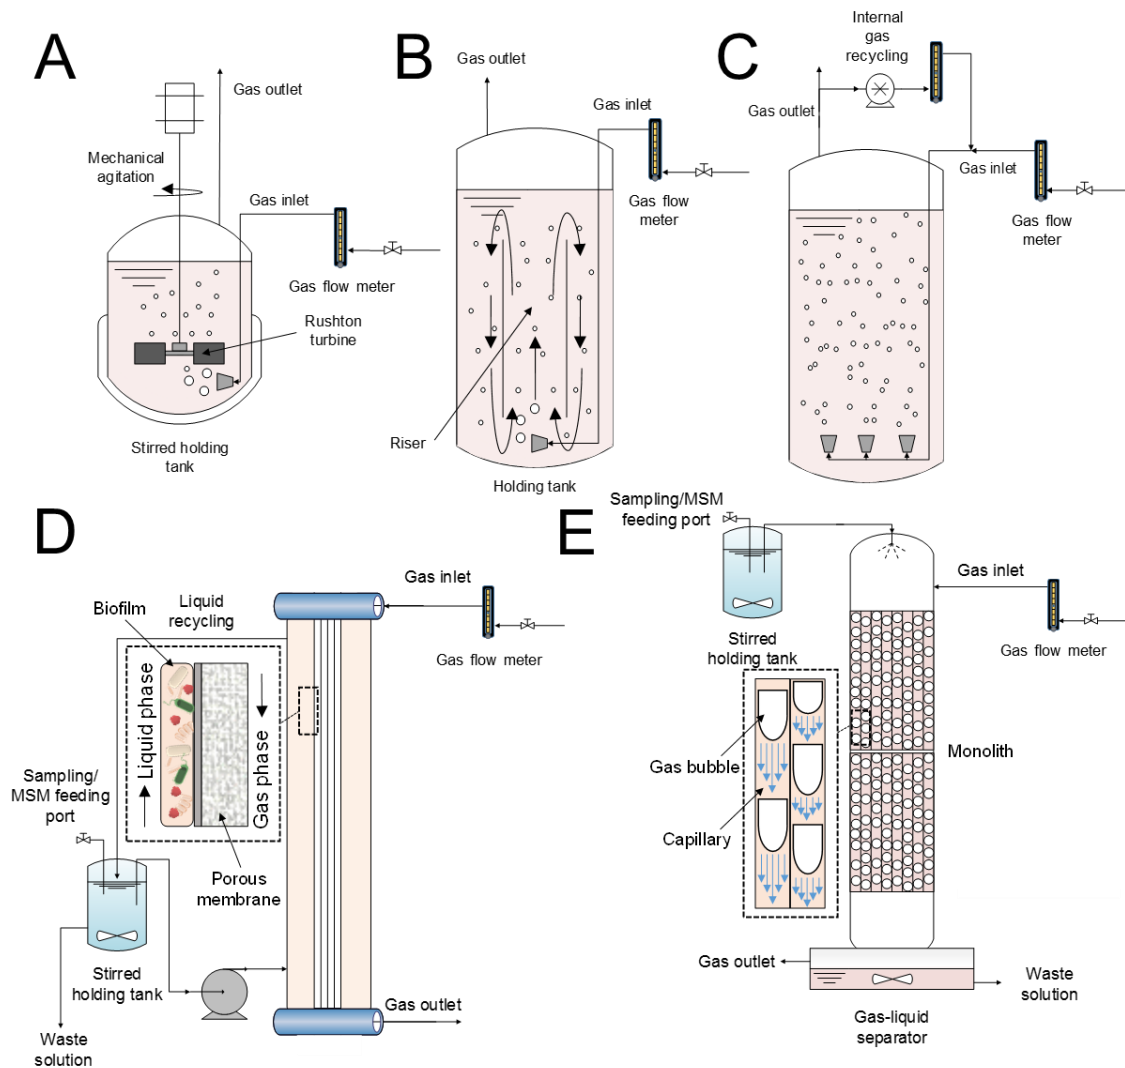 A
Gas outlet
Mechanical
agitation
Gas inlet
Gas flow meter
Rushton
turbine
Stirred holding
tank
B
Gas outlet
Gas inlet
Gas flow
meter
Riser
Holding tank
C
Internal
gas
recycling
Gas outlet
Gas inlet
Gas flow
meter
D
Biofilm
Liquid
recycling
Gas inlet
Gas flow meter
Liquid phase
Gas phase
Sampling/
MSM feeding
port
Porous
membrane
Stirred
holding tank
Gas outlet
Waste
solution
E
Sampling/MSM
feeding port
Gas inlet
Stirred
holding tank
Gas flow meter
Monolith
Gas bubble
Capillary
Gas outlet
Waste
solution
Gas-liquid
separator